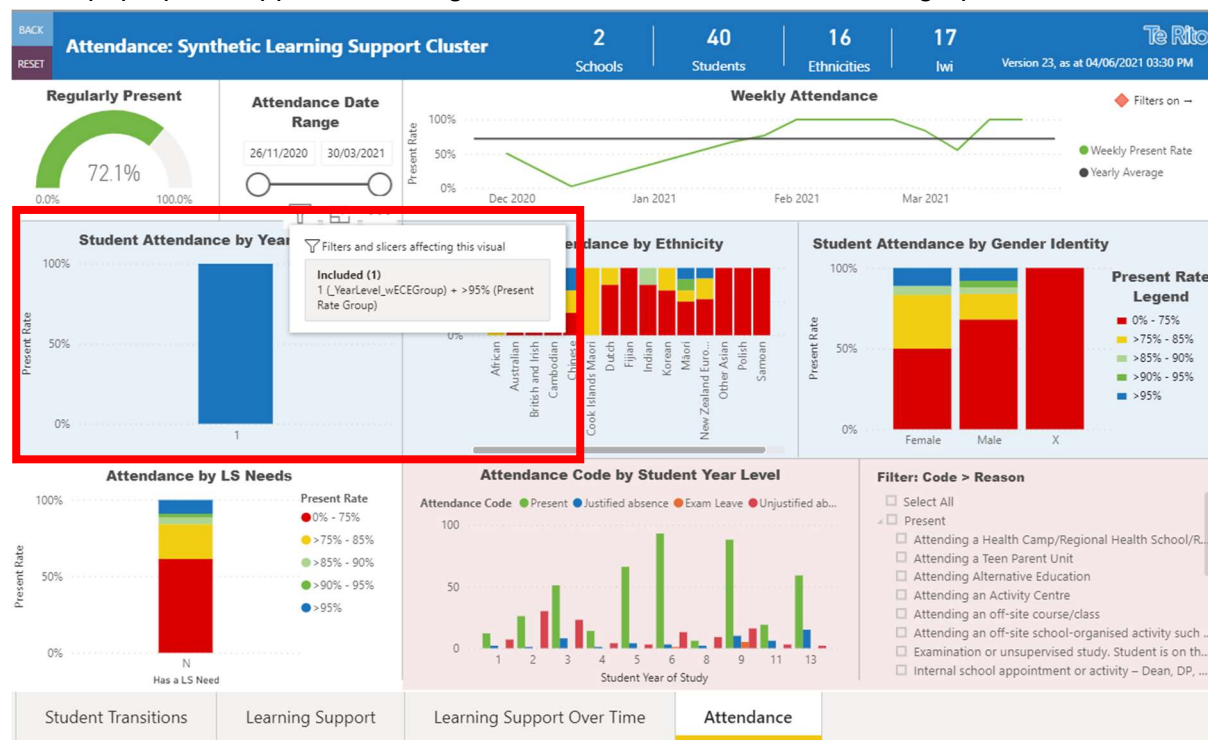 BACK
RESET
Attendance: Synthetic Learning Support Cluster
2
Schools
40
Students
16
Ethnicities
17
Iwi
Te Rito
Version 23, as at 04/06/2021 03:30 PM
Regularly Present
72.1%
0.0%
100.0%
Attendance Date
Range
26/11/2020
30/03/2021
Weekly Attendance
Filters on →
Present Rate
100%
50%
0%
Dec 2020
Jan 2021
Feb 2021
Mar 2021
Weekly Present Rate
Yearly Average
Student Attendance by Year
Present Rate
100%
50%
0%
1
Filters and slicers affecting this visual
Included (1)
1 (_YearLevel_wECEGroup) + >95% (Present
Rate Group)
endance by Ethnicity
0%
African
Australian
British and Irish
Cambodian
Chinese
Cook Islands Maori
Dutch
Fijian
Indian
Korean
Māori
New Zealand Euro...
Other Asian
Polish
Samoan
Student Attendance by Gender Identity
Present Rate
100%
50%
0%
Female
Male
X
Present Rate
Legend
0% - 75%
>75% - 85%
>85% - 90%
>90% - 95%
>95%
Attendance by LS Needs
Present Rate
100%
50%
0%
N
Has a LS Need
Present Rate
0% - 75%
>75% - 85%
>85% - 90%
>90% - 95%
>95%
Attendance Code by Student Year Level
Attendance Code Present Justified absence Exam Leave Unjustified ab...
100
50
0
1 2 3 4 5 6 8 9 11 13
Student Year of Study
Filter: Code > Reason
Select All
Present
Attending a Health Camp/Regional Health School/R...
Attending a Teen Parent Unit
Attending Alternative Education
Attending an Activity Centre
Attending an off-site course/class
Attending an off-site school-organised activity such ...
Examination or unsupervised study. Student is on th...
Internal school appointment or activity – Dean, DP, ...
Student Transitions
Learning Support
Learning Support Over Time
Attendance